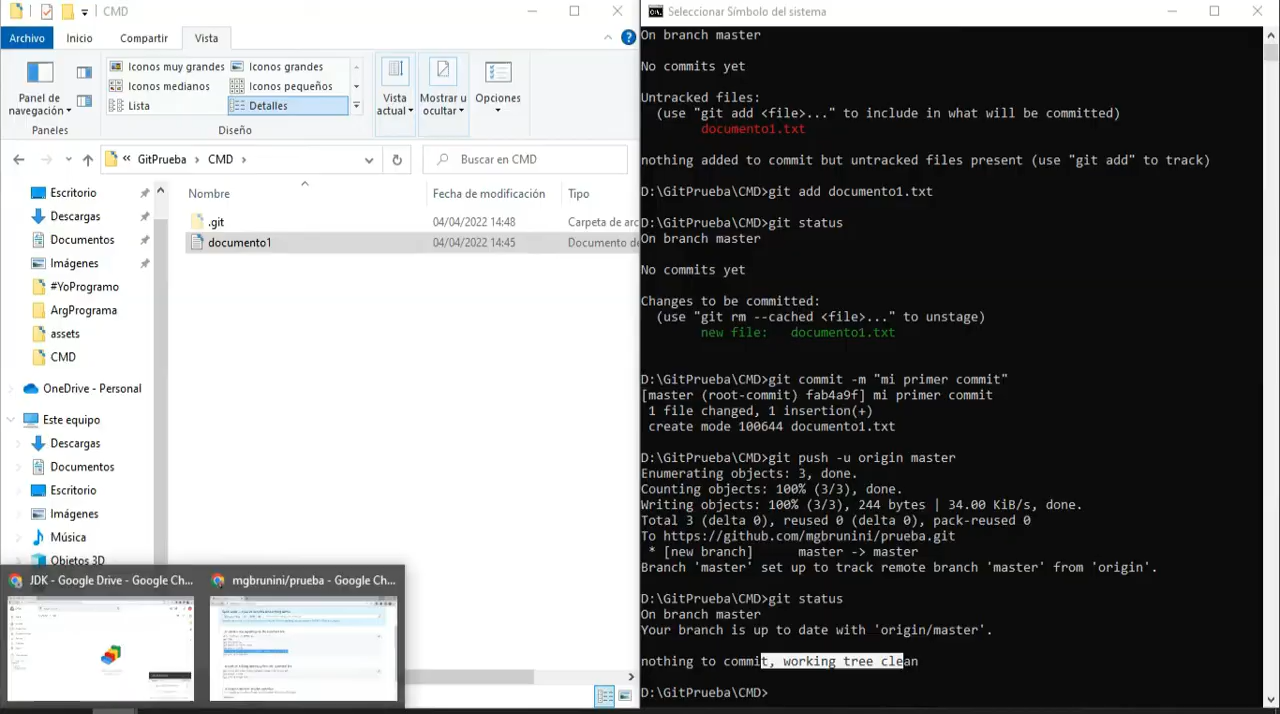 CMD
Archivo
Inicio
Compartir
Vista
Panel de navegación
Iconos muy grandes
Iconos grandes
Iconos medianos
Iconos pequeños
Lista
Detalles
Vista actual
Mostrar u ocultar
Opciones
Paneles
Diseño
« GitPrueba > CMD >
Buscar en CMD
Nombre
Fecha de modificación
Tipo
.git 04/04/2022 14:48 Carpeta de arc
documento1 04/04/2022 14:45 Documento de
Escritorio
Descargas
Documentos
Imágenes
#YoProgramo
ArgPrograma
assets
CMD
OneDrive - Personal
Este equipo
Descargas
Documentos
Escritorio
Imágenes
Música
Objetos 3D
JDK - Google Drive - Google Ch...
mgbrunini/prueba - Google Ch...
Seleccionar Símbolo del sistema
On branch master
No commits yet
Untracked files:
(use "git add <file>..." to include in what will be committed)
documento1.txt
nothing added to commit but untracked files present (use "git add" to track)
D:\GitPrueba\CMD>git add documento1.txt
D:\GitPrueba\CMD>git status
On branch master
No commits yet
Changes to be committed:
(use "git rm --cached <file>..." to unstage)
new file:   documento1.txt
D:\GitPrueba\CMD>git commit -m "mi primer commit"
[master (root-commit) fab4a9f] mi primer commit
1 file changed, 1 insertion(+)
create mode 100644 documento1.txt
D:\GitPrueba\CMD>git push -u origin master
Enumerating objects: 3, done.
Counting objects: 100% (3/3), done.
Writing objects: 100% (3/3), 244 bytes | 34.00 KiB/s, done.
Total 3 (delta 0), reused 0 (delta 0), pack-reused 0
To https://github.com/mgbrunini/prueba.git
* [new branch]      master -> master
Branch 'master' set up to track remote branch 'master' from 'origin'.
D:\GitPrueba\CMD>git status
On branch master
Your branch is up to date with 'origin/master'.
nothing to commit, working tree clean
D:\GitPrueba\CMD>